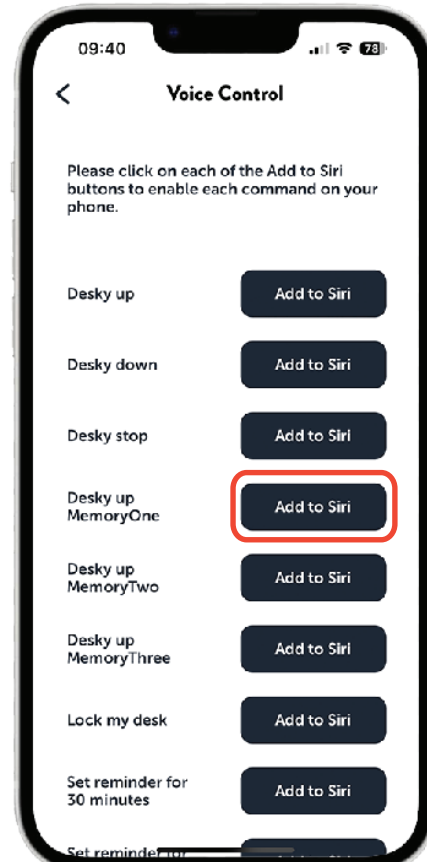 09:40
78
Voice Control
Please click on each of the Add to Siri
buttons to enable each command on your
phone.
Desky up
Add to Siri
Desky down
Add to Siri
Desky stop
Add to Siri
Desky up
MemoryOne
Add to Siri
Desky up
MemoryTwo
Add to Siri
Desky up
MemoryThree
Add to Siri
Lock my desk
Add to Siri
Set reminder for
30 minutes
Add to Siri
Set reminder for